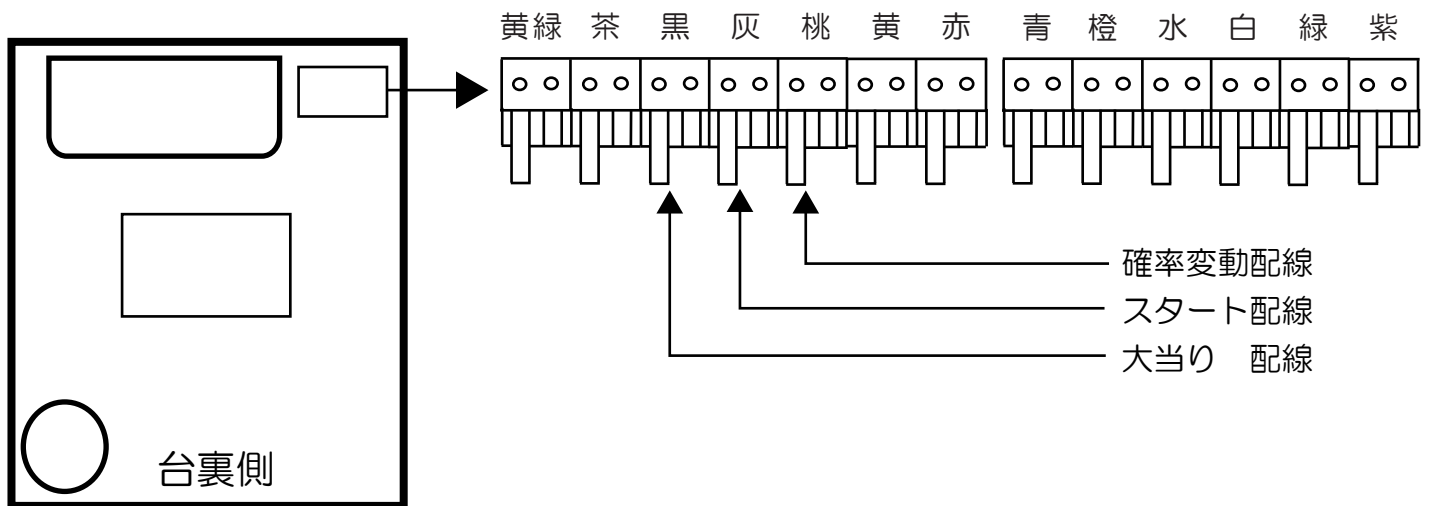 黄緑 茶 黒 灰 桃 黄 赤 青 橙 水 白 緑 紫
確率変動配線
スタート配線
大当り　配線
台裏側